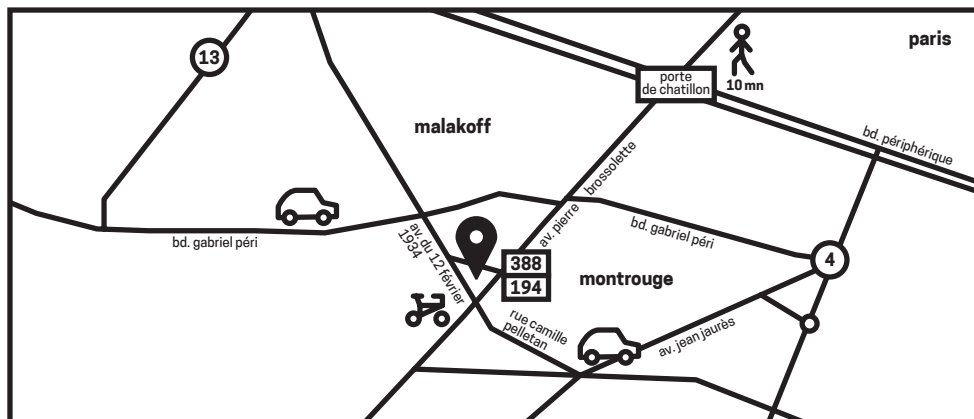 paris
13
porte
de chatillon
10 mn
malakoff
bd. périphérique
av. pierre brossolette
bd. gabriel péri
bd. gabriel péri
av. du 12 février
1934
388
194
montrouge
4
rue camille
pelletan
av. jean jaurès